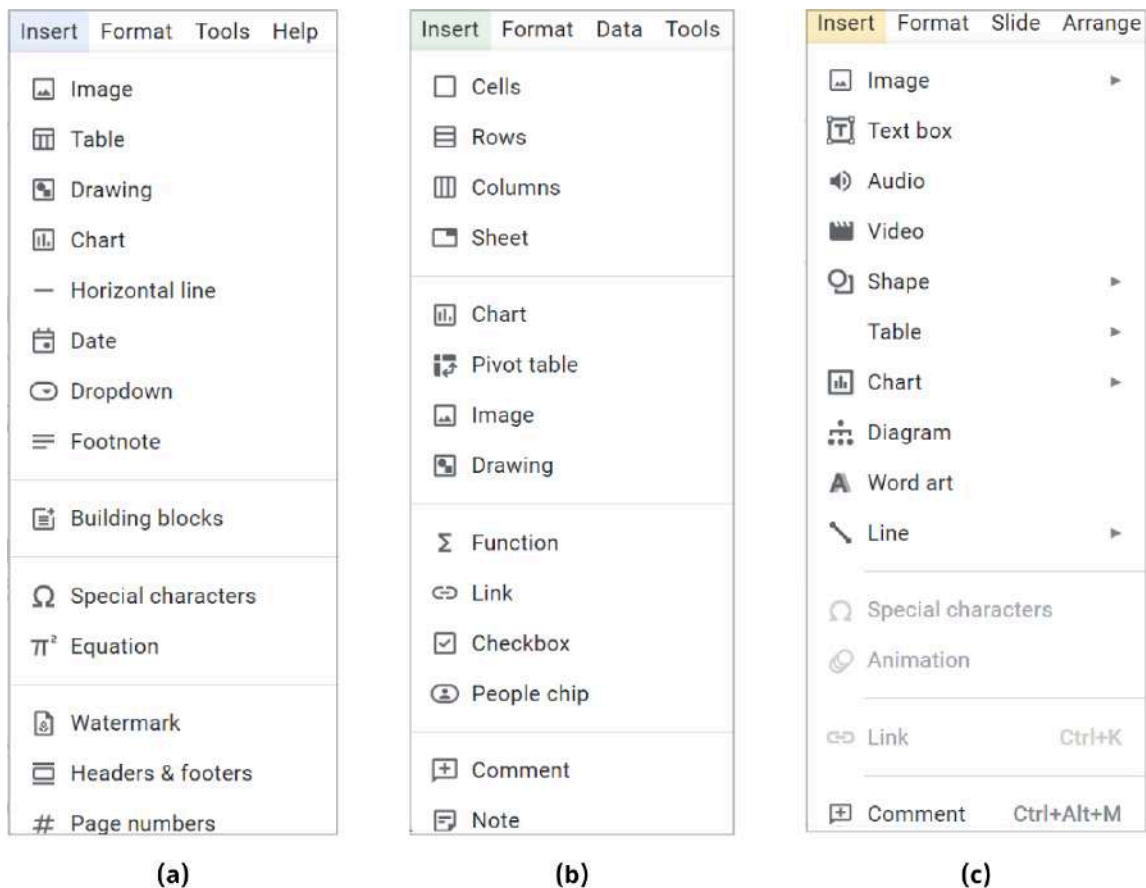 Insert Format Tools Help
Image
Table
Drawing
Chart
Horizontal line
Date
Dropdown
Footnote
Building blocks
Special characters
Equation
Watermark
Headers & footers
Page numbers
(a)
Insert Format Data Tools
Cells
Rows
Columns
Sheet
Chart
Pivot table
Image
Drawing
Function
Link
Checkbox
People chip
Comment
Note
(b)
Insert Format Slide Arrange
Image
Text box
Audio
Video
Shape
Table
Chart
Diagram
Word art
Line
Special characters
Animation
Link Ctrl+K
Comment Ctrl+Alt+M
(c)